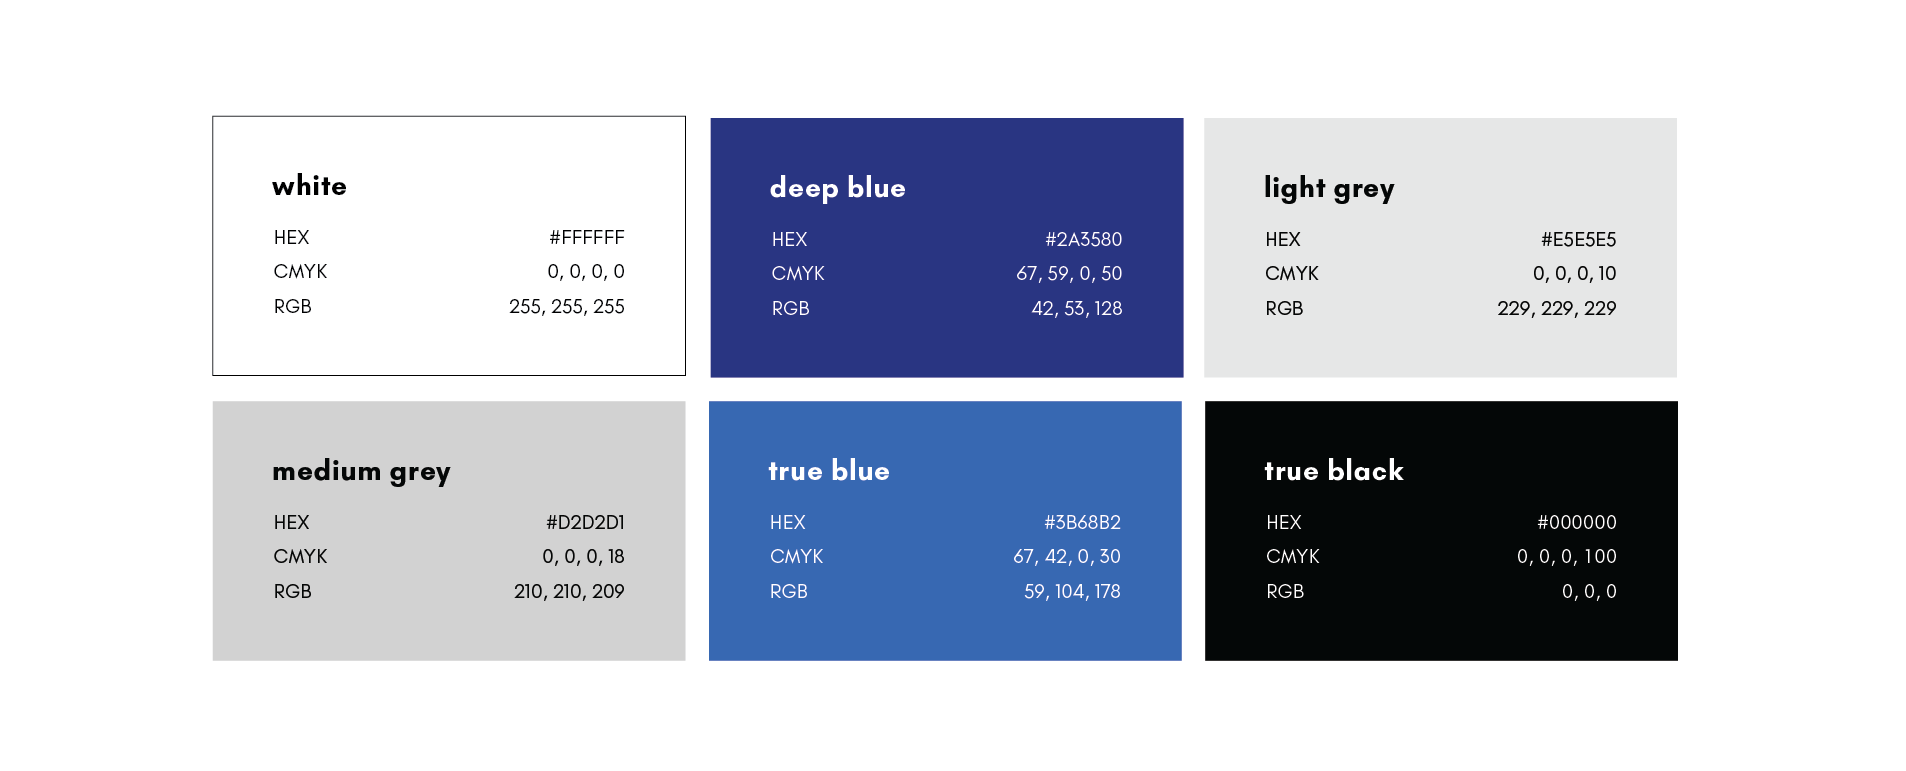 white
HEX #FFFFFF
CMYK 0, 0, 0, 0
RGB 255, 255, 255
deep blue
HEX #2A3580
CMYK 67, 59, 0, 50
RGB 42, 53, 128
light grey
HEX #E5E5E5
CMYK 0, 0, 0, 10
RGB 229, 229, 229
medium grey
HEX #D2D2D1
CMYK 0, 0, 0, 18
RGB 210, 210, 209
true blue
HEX #3B68B2
CMYK 67, 42, 0, 30
RGB 59, 104, 178
true black
HEX #000000
CMYK 0, 0, 0, 100
RGB 0, 0, 0